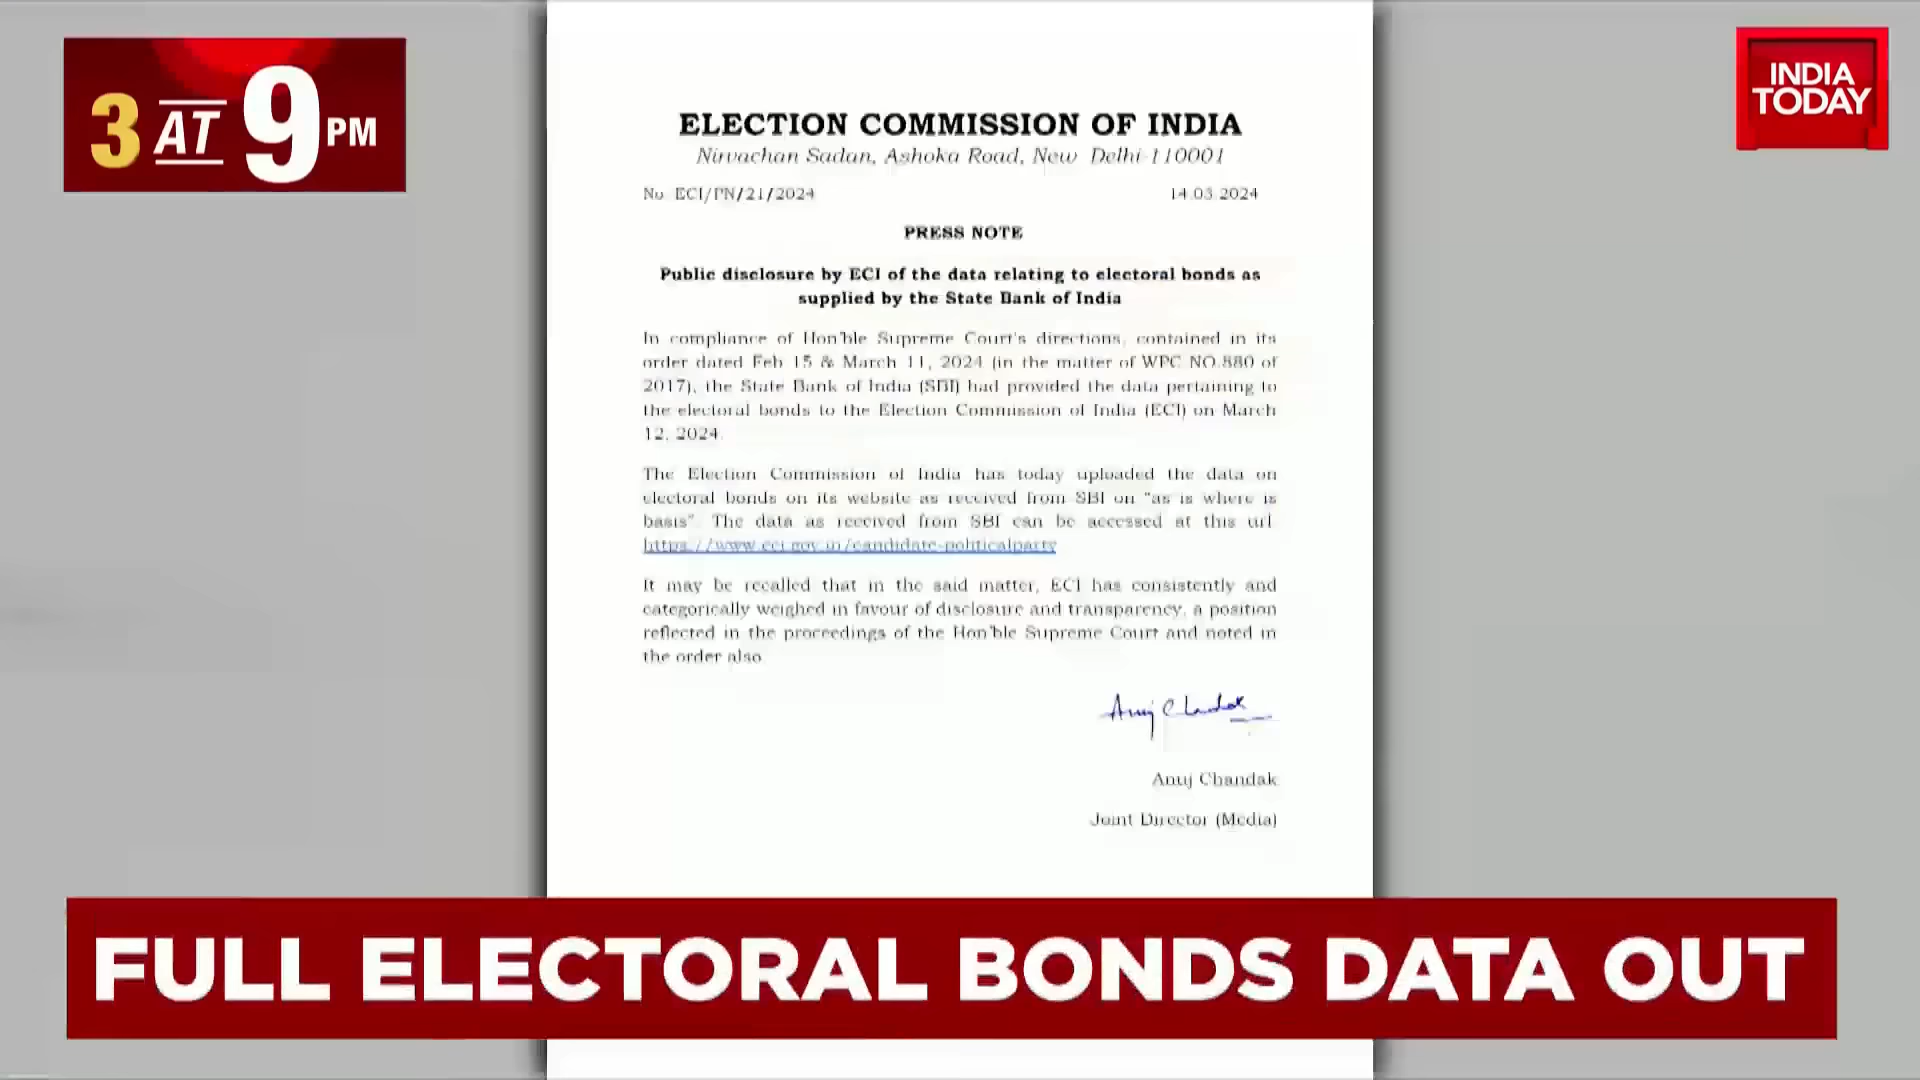 3 AT 9 PM
INDIA
TODAY
ELECTION COMMISSION OF INDIA
Nirvachan Sadan, Ashoka Road, New Delhi-110001
No. ECI/PN/21/2024 14.03.2024
PRESS NOTE
Public disclosure by ECI of the data relating to electoral bonds as
supplied by the State Bank of India
In compliance of Hon'ble Supreme Court's directions, contained in its
order dated Feb 15 & March 11, 2024 (in the matter of WPC NO.880 of
2017), the State Bank of India (SBI) had provided the data pertaining to
the electoral bonds to the Election Commission of India (ECI) on March
12, 2024.
The Election Commission of India has today uploaded the data on
electoral bonds on its website as received from SBI on "as is where is
basis". The data as received from SBI can be accessed at this url
https://www.eci.gov.in/candidate-politicalparty
It may be recalled that in the said matter, ECI has consistently and
categorically weighed in favour of disclosure and transparency, a position
reflected in the proceedings of the Hon'ble Supreme Court and noted in
the order also
Anuj Chandak
Anuj Chandak
Joint Director (Media)
FULL ELECTORAL BONDS DATA OUT